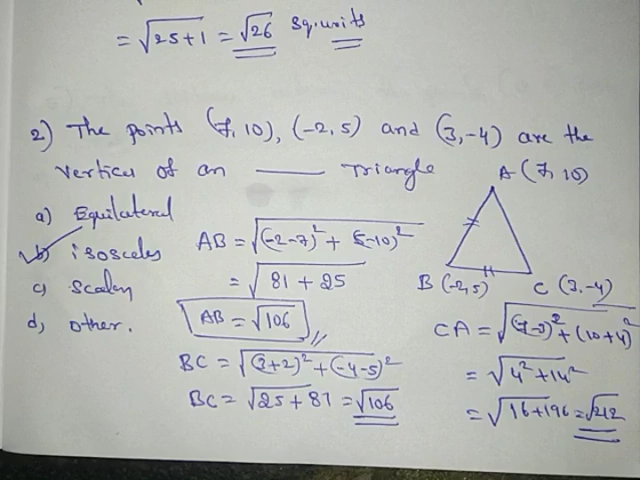 = √25+1 = √26 sq.units
2) The points (7, 10), (-2, 5) and (3, -4) are the
vertices of an ______ Triangle
A (7, 10)
a) Equilateral
b) isosceles
c) Scalen
d) other.
AB = √(-2-7)² + (5-10)²
= √81 + 25
AB = √106
BC = √(3+2)² + (-4-5)²
BC = √25+81 = √106
B (-2,5)
C (3,-4)
CA = √(7-3)² + (10+4)²
= √4² + 14²
= √16+196 = √212